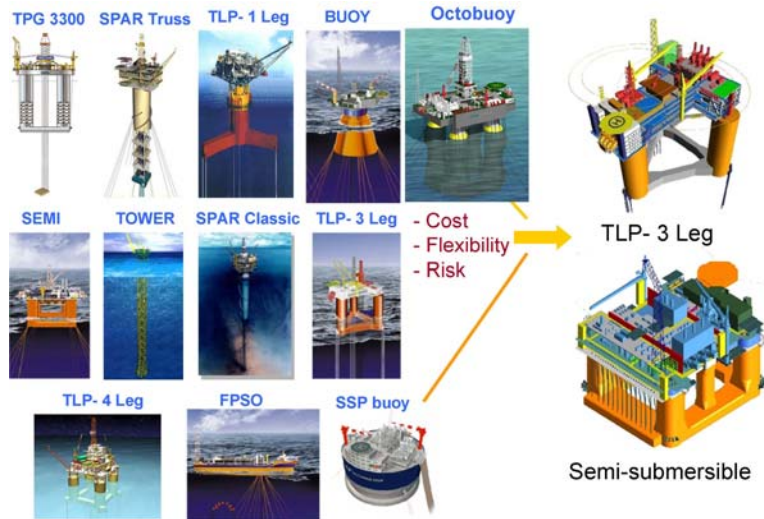 TPG 3300
SPAR Truss
TLP- 1 Leg
BUOY
Octobuoy
SEMI
TOWER
SPAR Classic
TLP- 3 Leg
- Cost
- Flexibility
- Risk
TLP- 3 Leg
TLP- 4 Leg
FPSO
SSP buoy
Semi-submersible